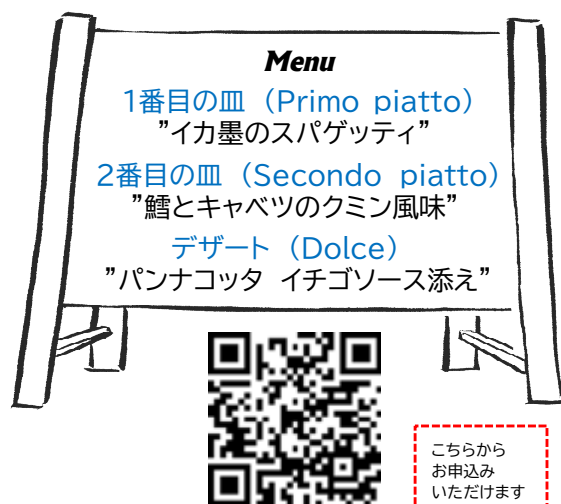 Menu
1番目の皿 （Primo piatto）
”イカ墨のスパゲッティ”
2番目の皿 （Secondo piatto）
”鱈とキャベツのクミン風味”
デザート （Dolce）
”パンナコッタ イチゴソース添え”
こちらから
お申込み
いただけます